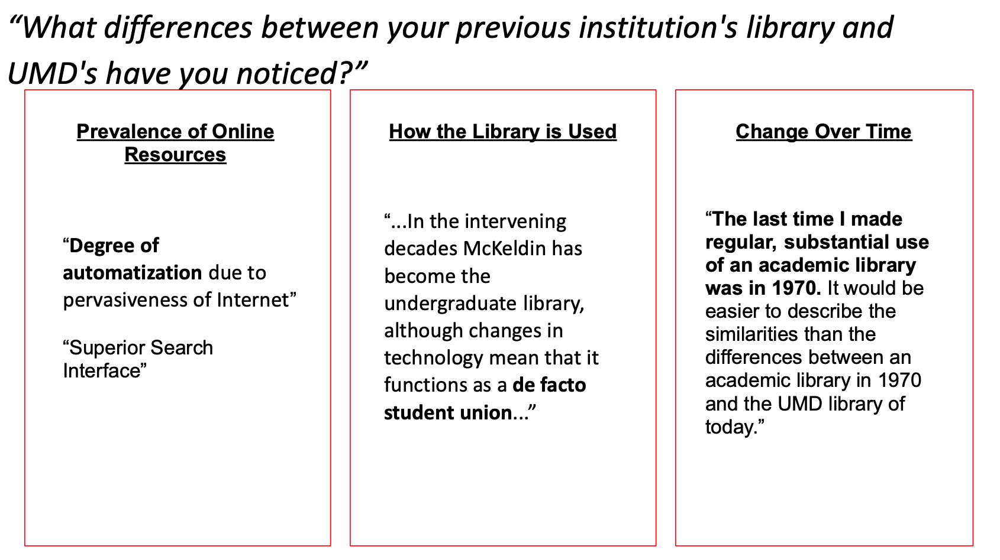 “What differences between your previous institution's library and
UMD's have you noticed?”
Prevalence of Online
Resources
“Degree of
automatization due to
pervasiveness of Internet”
“Superior Search
Interface”
How the Library is Used
“...In the intervening
decades McKeldin has
become the
undergraduate library,
although changes in
technology mean that it
functions as a de facto
student union...”
Change Over Time
“The last time I made
regular, substantial use
of an academic library
was in 1970. It would be
easier to describe the
similarities than the
differences between an
academic library in 1970
and the UMD library of
today.”